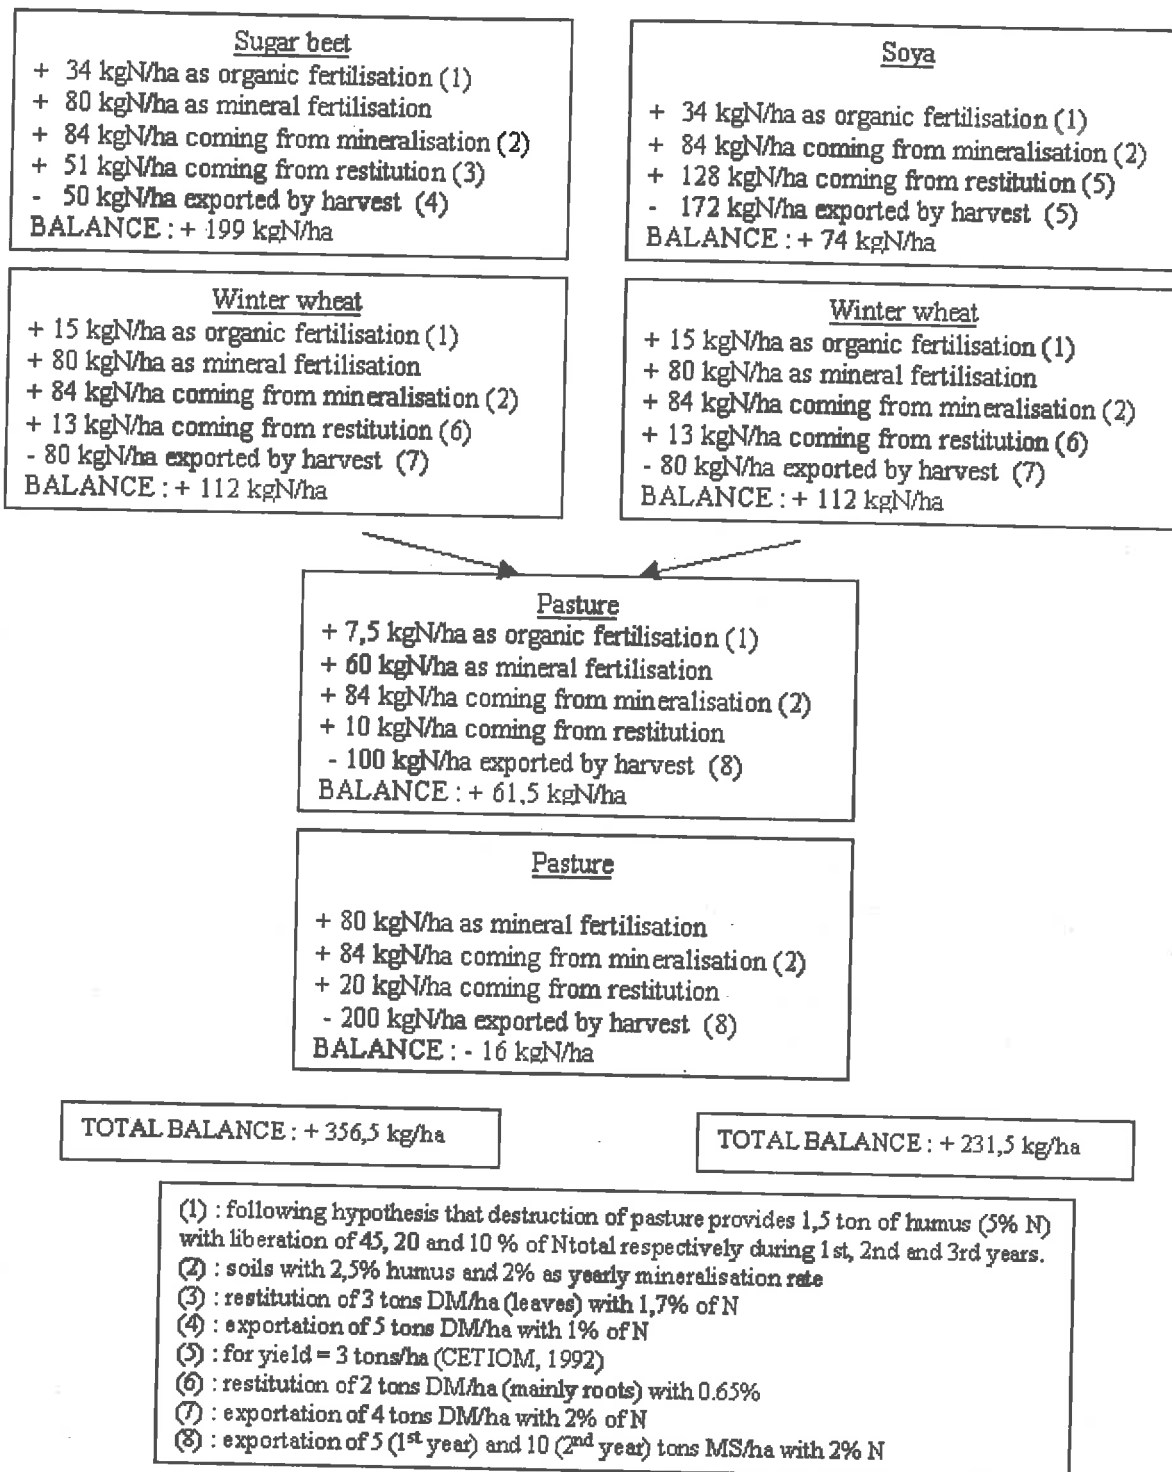 Sugar beet
+ 34 kgN/ha as organic fertilisation (1)
+ 80 kgN/ha as mineral fertilisation
+ 84 kgN/ha coming from mineralisation (2)
+ 51 kgN/ha coming from restitution (3)
- 50 kgN/ha exported by harvest (4)
BALANCE : + 199 kgN/ha
Soya
+ 34 kgN/ha as organic fertilisation (1)
+ 84 kgN/ha coming from mineralisation (2)
+ 128 kgN/ha coming from restitution (5)
- 172 kgN/ha exported by harvest (5)
BALANCE : + 74 kgN/ha
Winter wheat
+ 15 kgN/ha as organic fertilisation (1)
+ 80 kgN/ha as mineral fertilisation
+ 84 kgN/ha coming from mineralisation (2)
+ 13 kgN/ha coming from restitution (6)
- 80 kgN/ha exported by harvest (7)
BALANCE : + 112 kgN/ha
Winter wheat
+ 15 kgN/ha as organic fertilisation (1)
+ 80 kgN/ha as mineral fertilisation
+ 84 kgN/ha coming from mineralisation (2)
+ 13 kgN/ha coming from restitution (6)
- 80 kgN/ha exported by harvest (7)
BALANCE : + 112 kgN/ha
Pasture
+ 7,5 kgN/ha as organic fertilisation (1)
+ 60 kgN/ha as mineral fertilisation
+ 84 kgN/ha coming from mineralisation (2)
+ 10 kgN/ha coming from restitution
- 100 kgN/ha exported by harvest (8)
BALANCE : + 61,5 kgN/ha
Pasture
+ 80 kgN/ha as mineral fertilisation
+ 84 kgN/ha coming from mineralisation (2)
+ 20 kgN/ha coming from restitution
- 200 kgN/ha exported by harvest (8)
BALANCE : - 16 kgN/ha
TOTAL BALANCE : + 356,5 kg/ha
TOTAL BALANCE : + 231,5 kg/ha
(1) : following hypothesis that destruction of pasture provides 1,5 ton of humus (5% N)
with liberation of 45, 20 and 10 % of Ntotal respectively during 1st, 2nd and 3rd years.
(2) : soils with 2,5% humus and 2% as yearly mineralisation rate
(3) : restitution of 3 tons DM/ha (leaves) with 1,7% of N
(4) : exportation of 5 tons DM/ha with 1% of N
(5) : for yield = 3 tons/ha (CETIOM, 1992)
(6) : restitution of 2 tons DM/ha (mainly roots) with 0.65%
(7) : exportation of 4 tons DM/ha with 2% of N
(8) : exportation of 5 (1st year) and 10 (2nd year) tons MS/ha with 2% N